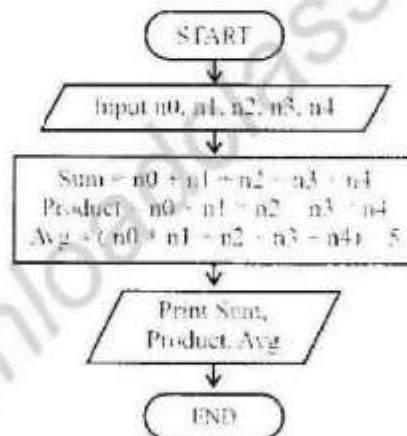 START
Input n0, n1, n2, n3, n4
Sum = n0 + n1 + n2 + n3 + n4
Product n0 n1 n2 n3 n4
Avg = ( n0 + n1 + n2 + n3 + n4) 5
Print Sum,
Product, Avg
END